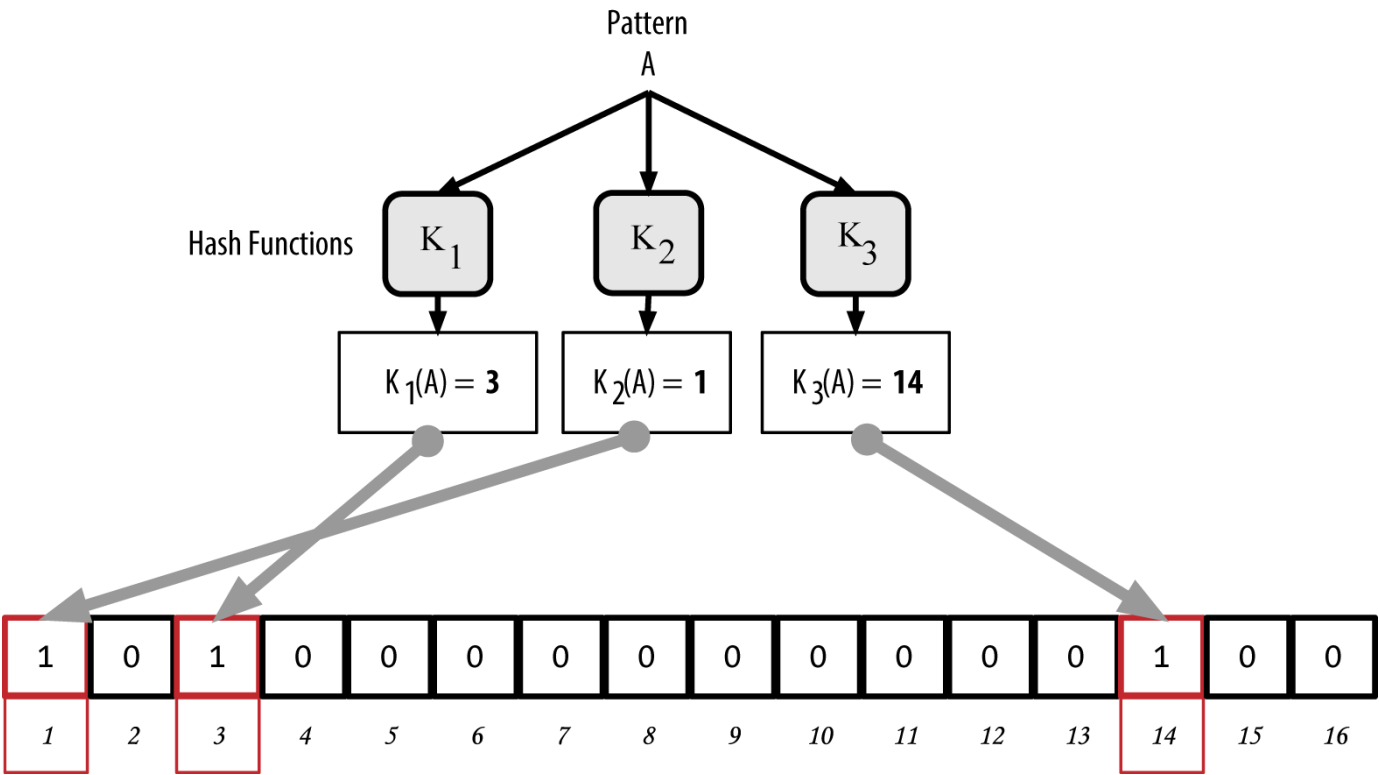 Pattern
A
Hash Functions
K1 K2 K3
K1(A) = 3 K2(A) = 1 K3(A) = 14
1 0 1 0 0 0 0 0 0 0 0 0 0 1 0 0
1 2 3 4 5 6 7 8 9 10 11 12 13 14 15 16